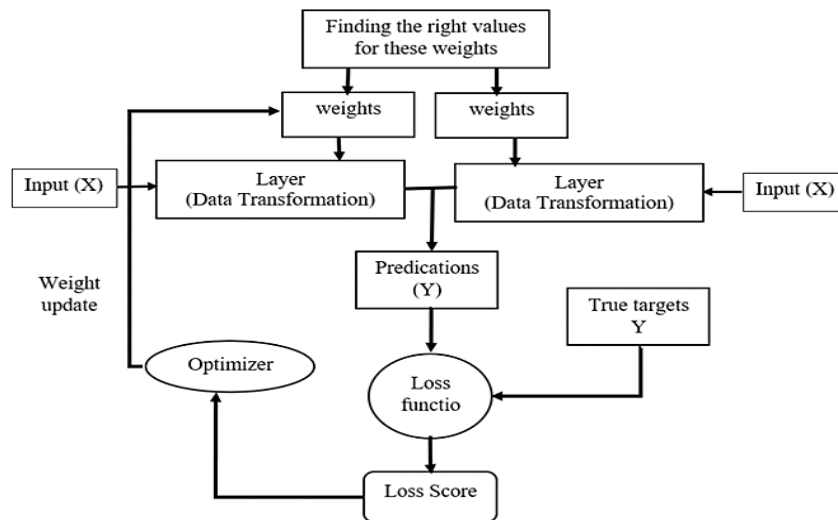 Finding the right values
for these weights
weights
weights
Input (X)
Layer
(Data Transformation)
Layer
(Data Transformation)
Input (X)
Predications
(Y)
Weight
update
True targets
Y
Optimizer
Loss
functio
Loss Score